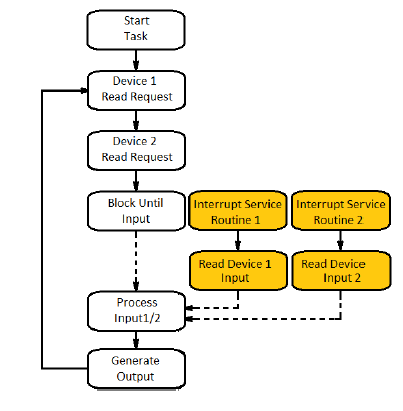 Start
Task
Device 1
Read Request
Device 2
Read Request
Block Until
Input
Interrupt Service
Routine 1
Interrupt Service
Routine 2
Read Device 1
Input
Read Device
Input 2
Process
Input1/2
Generate
Output